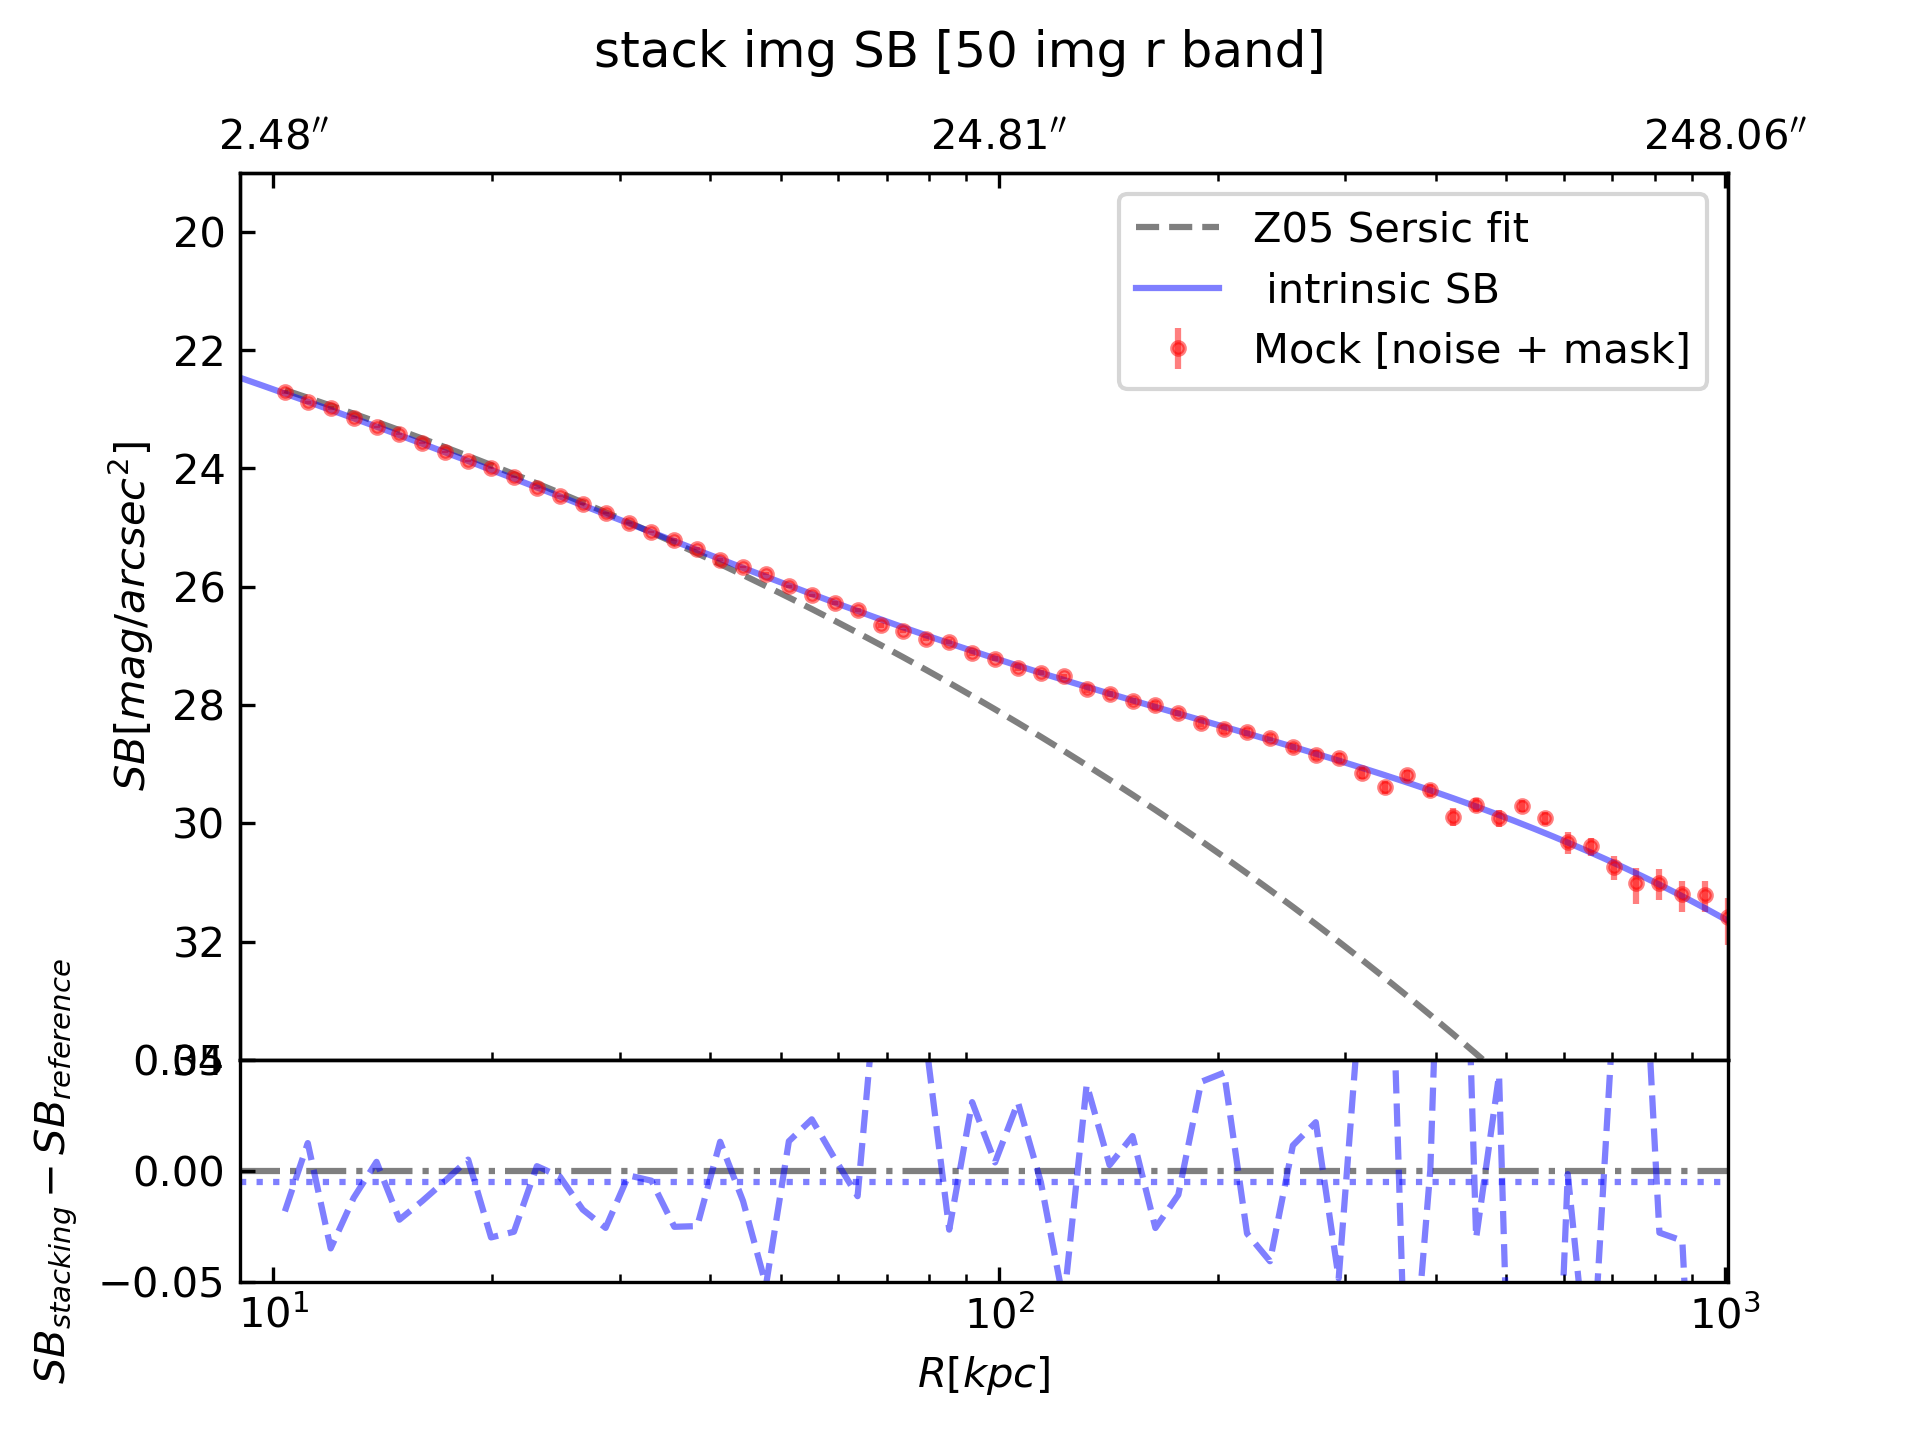 stack img SB [50 img r band]
2.48″ 24.81″ 248.06″
Z05 Sersic fit
intrinsic SB
Mock [noise + mask]
SB[mag/arcsec²]
20
22
24
26
28
30
32
34
SB_stacking − SB_reference
0.05
0.00
−0.05
10¹ 10² 10³
R[kpc]